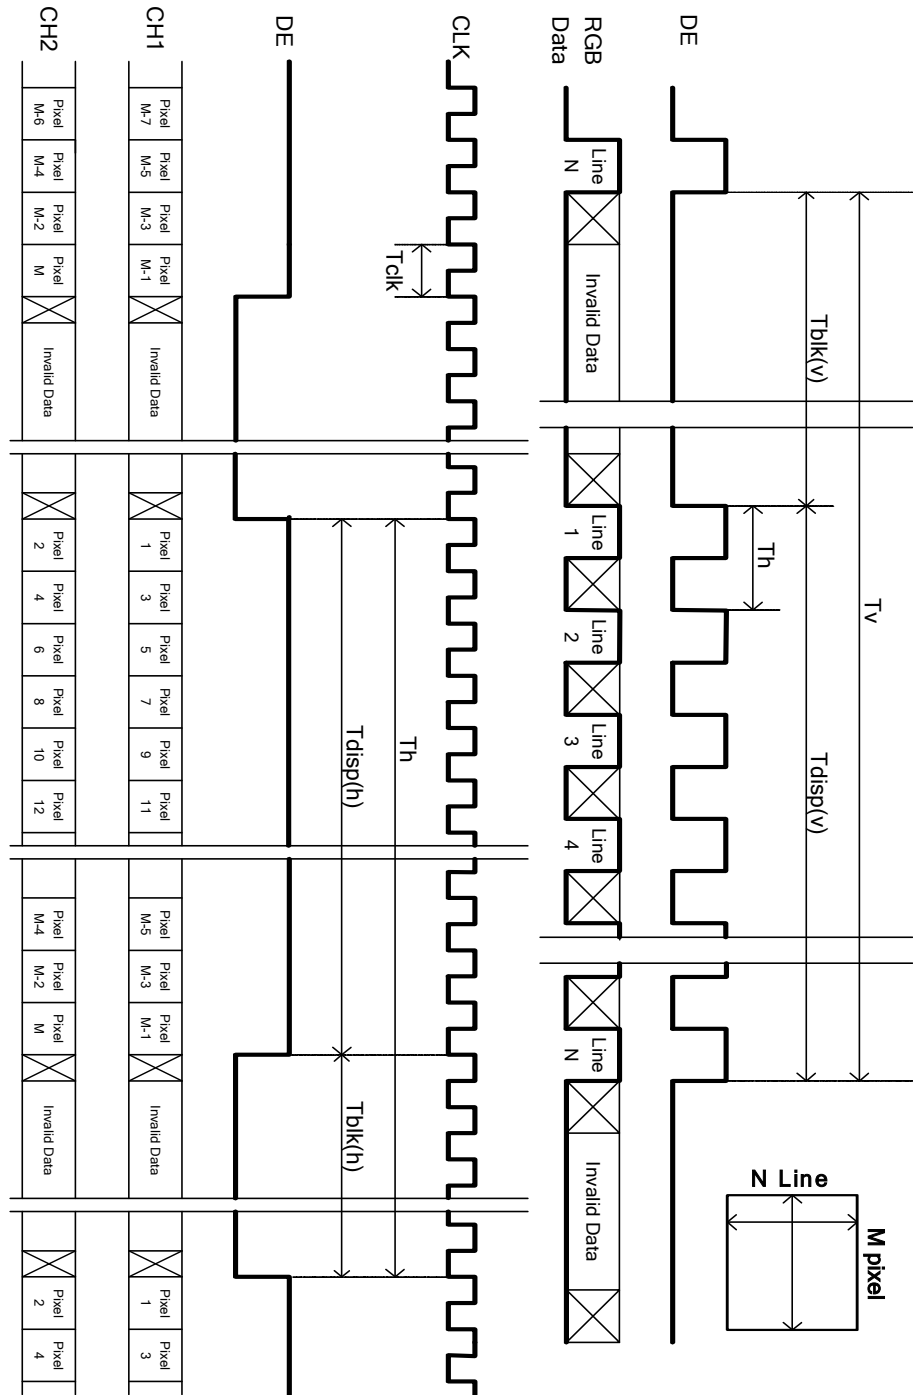 Tv
Tblk(v)
Tdisp(v)
Th
DE
RGB
Data
Line
N
Invalid Data
Line
1
Line
2
Line
3
Line
4
Line
N
Invalid Data
M pixel
N Line
CLK
Tclk
Th
Tdisp(h)
Tblk(h)
DE
CH1
Pixel
M-7
Pixel
M-5
Pixel
M-3
Pixel
M-1
Invalid Data
Pixel
1
Pixel
3
Pixel
5
Pixel
7
Pixel
9
Pixel
11
Pixel
M-5
Pixel
M-3
Pixel
M-1
Invalid Data
Pixel
1
Pixel
3
CH2
Pixel
M-6
Pixel
M-4
Pixel
M-2
Pixel
M
Invalid Data
Pixel
2
Pixel
4
Pixel
6
Pixel
8
Pixel
10
Pixel
12
Pixel
M-4
Pixel
M-2
Pixel
M
Invalid Data
Pixel
2
Pixel
4